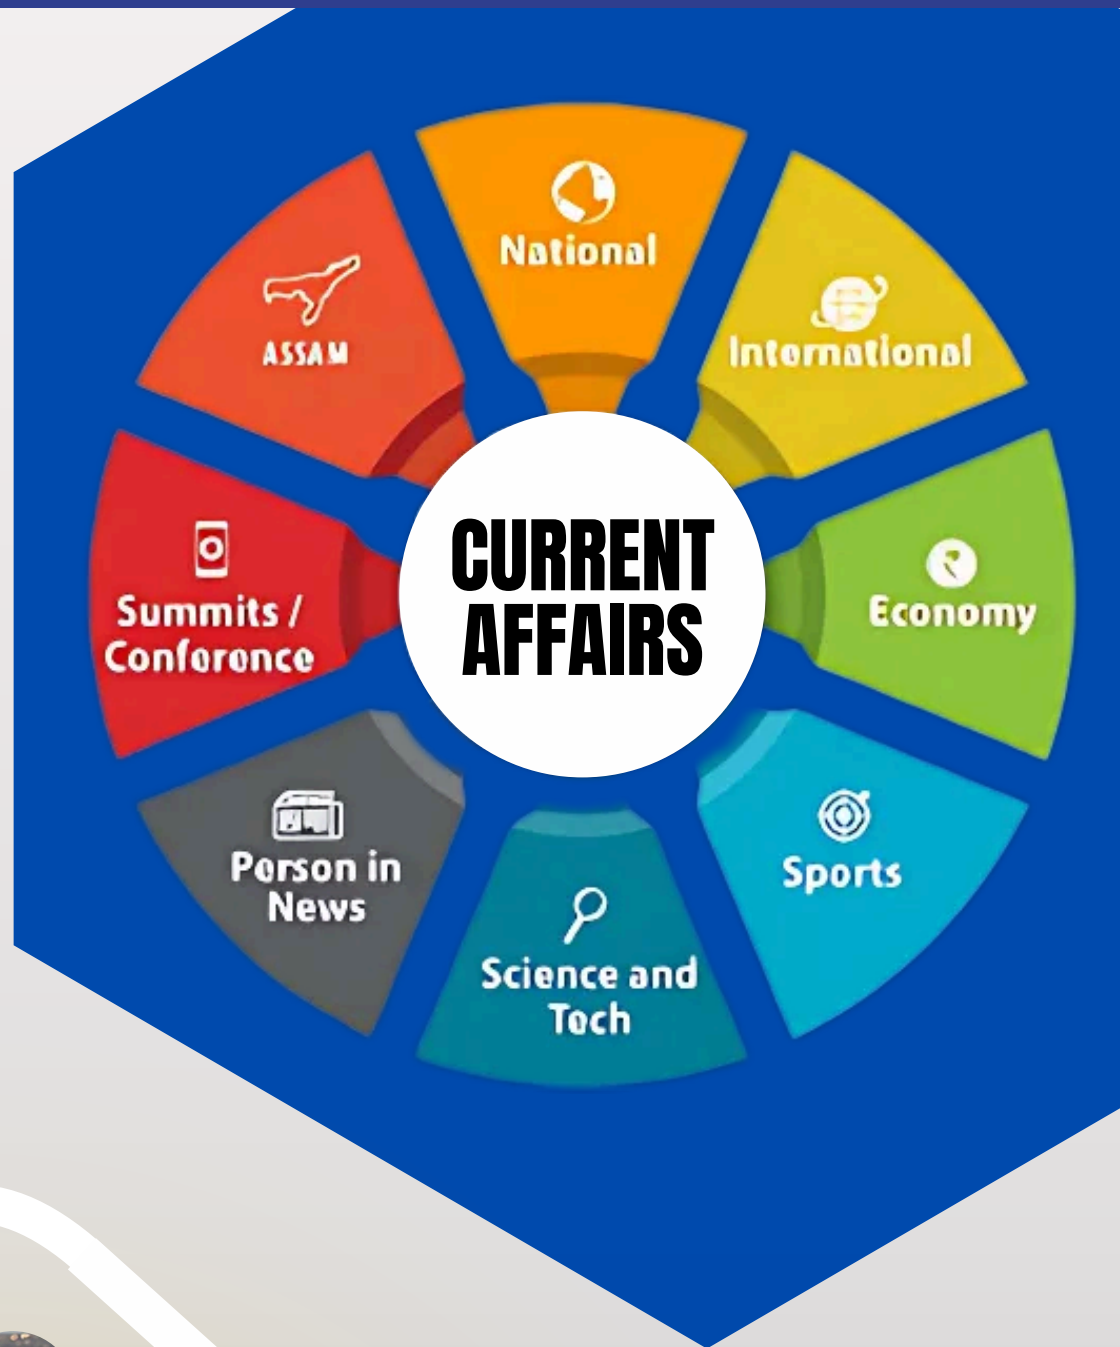 National
International
ASSAM
CURRENT
AFFAIRS
Economy
Summits /
Conference
Person in
News
Sports
Science and
Tech